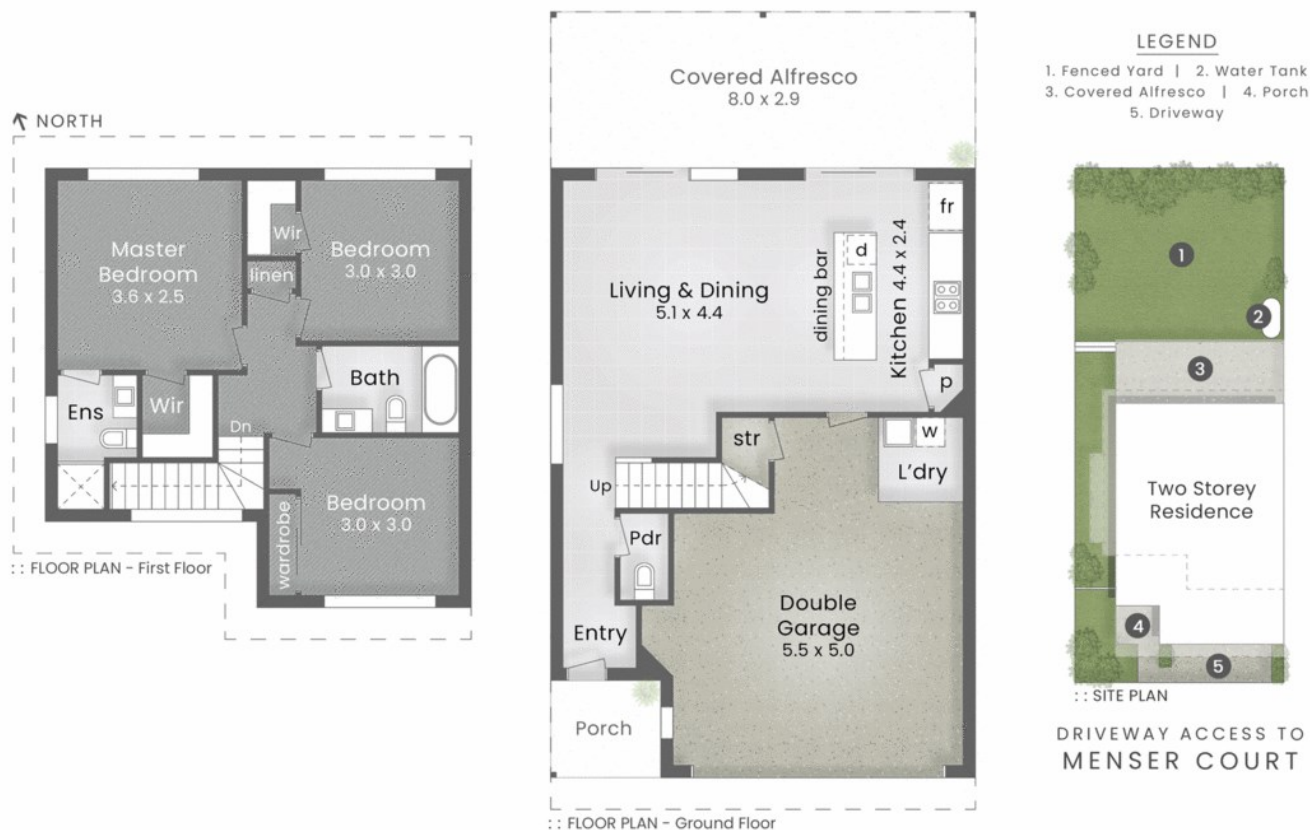 NORTH
Master
Bedroom
3.6 x 2.5
Wir
linen
Bedroom
3.0 x 3.0
Ens
Wir
Bath
Dn
wardrobe
Bedroom
3.0 x 3.0
:: FLOOR PLAN - First Floor
Covered Alfresco
8.0 x 2.9
Living & Dining
5.1 x 4.4
dining bar
d
Kitchen 4.4 x 2.4
fr
p
str
w
L'dry
Up
Pdr
Entry
Double
Garage
5.5 x 5.0
Porch
:: FLOOR PLAN - Ground Floor
LEGEND
1. Fenced Yard | 2. Water Tank
3. Covered Alfresco | 4. Porch
5. Driveway
1
2
3
Two Storey
Residence
4
5
:: SITE PLAN
DRIVEWAY ACCESS TO
MENSER COURT